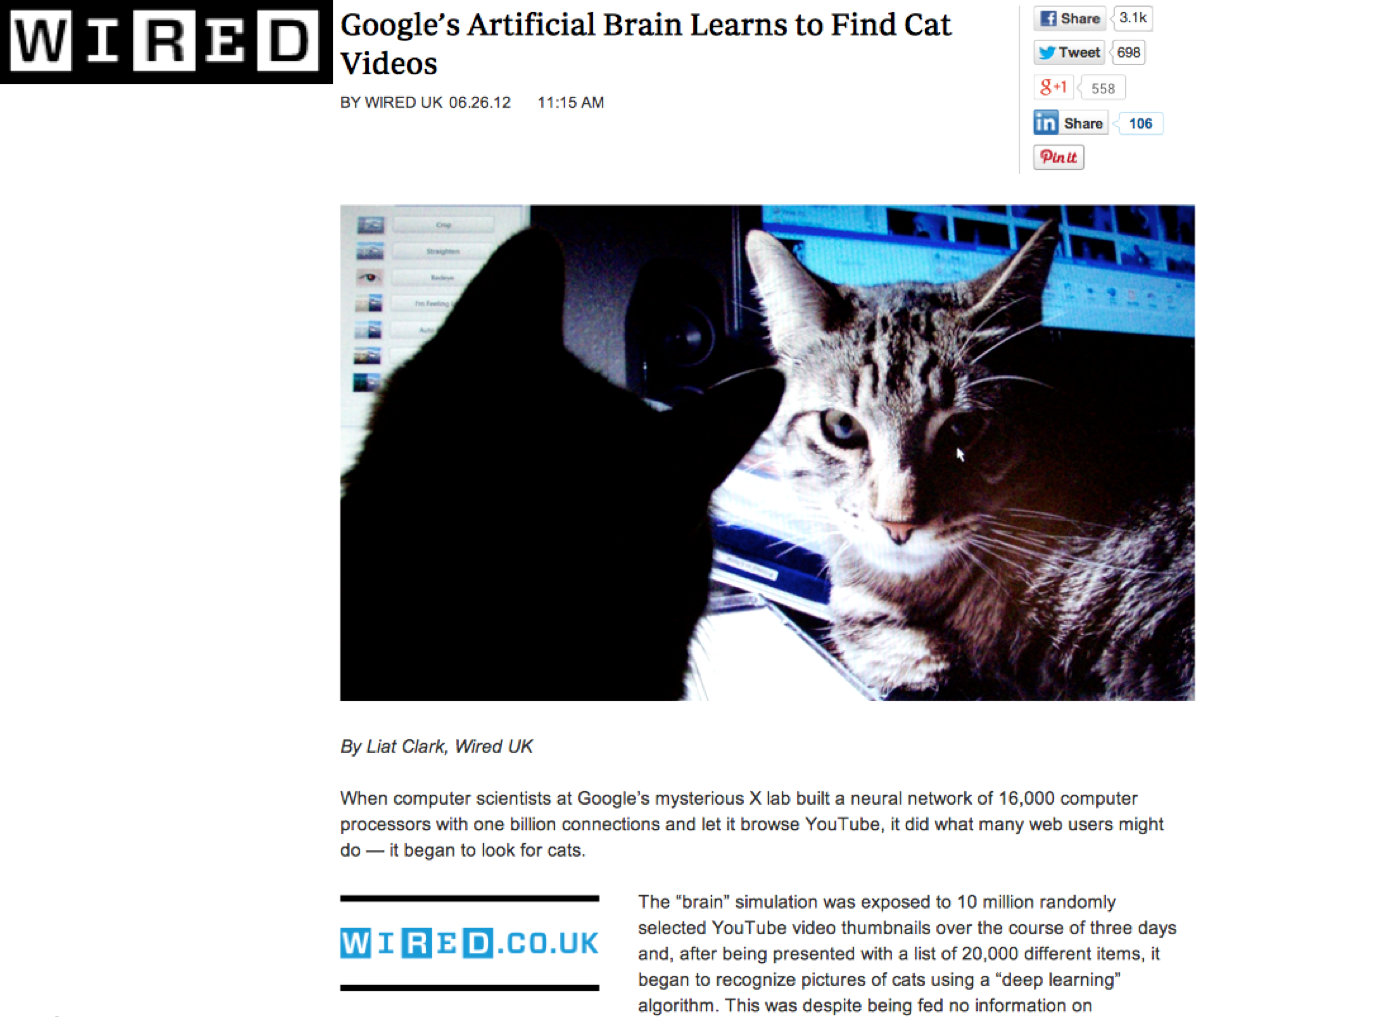 WIRED
Google’s Artificial Brain Learns to Find Cat
Videos
BY WIRED UK 06.26.12 11:15 AM
Share 3.1k
Tweet 698
g+1 558
in Share 106
Pin it
Crop
Straighten
Redeye
I'm Feeling
Auto
By Liat Clark, Wired UK
When computer scientists at Google’s mysterious X lab built a neural network of 16,000 computer
processors with one billion connections and let it browse YouTube, it did what many web users might
do — it began to look for cats.
WIRED.CO.UK
The “brain” simulation was exposed to 10 million randomly
selected YouTube video thumbnails over the course of three days
and, after being presented with a list of 20,000 different items, it
began to recognize pictures of cats using a “deep learning”
algorithm. This was despite being fed no information on